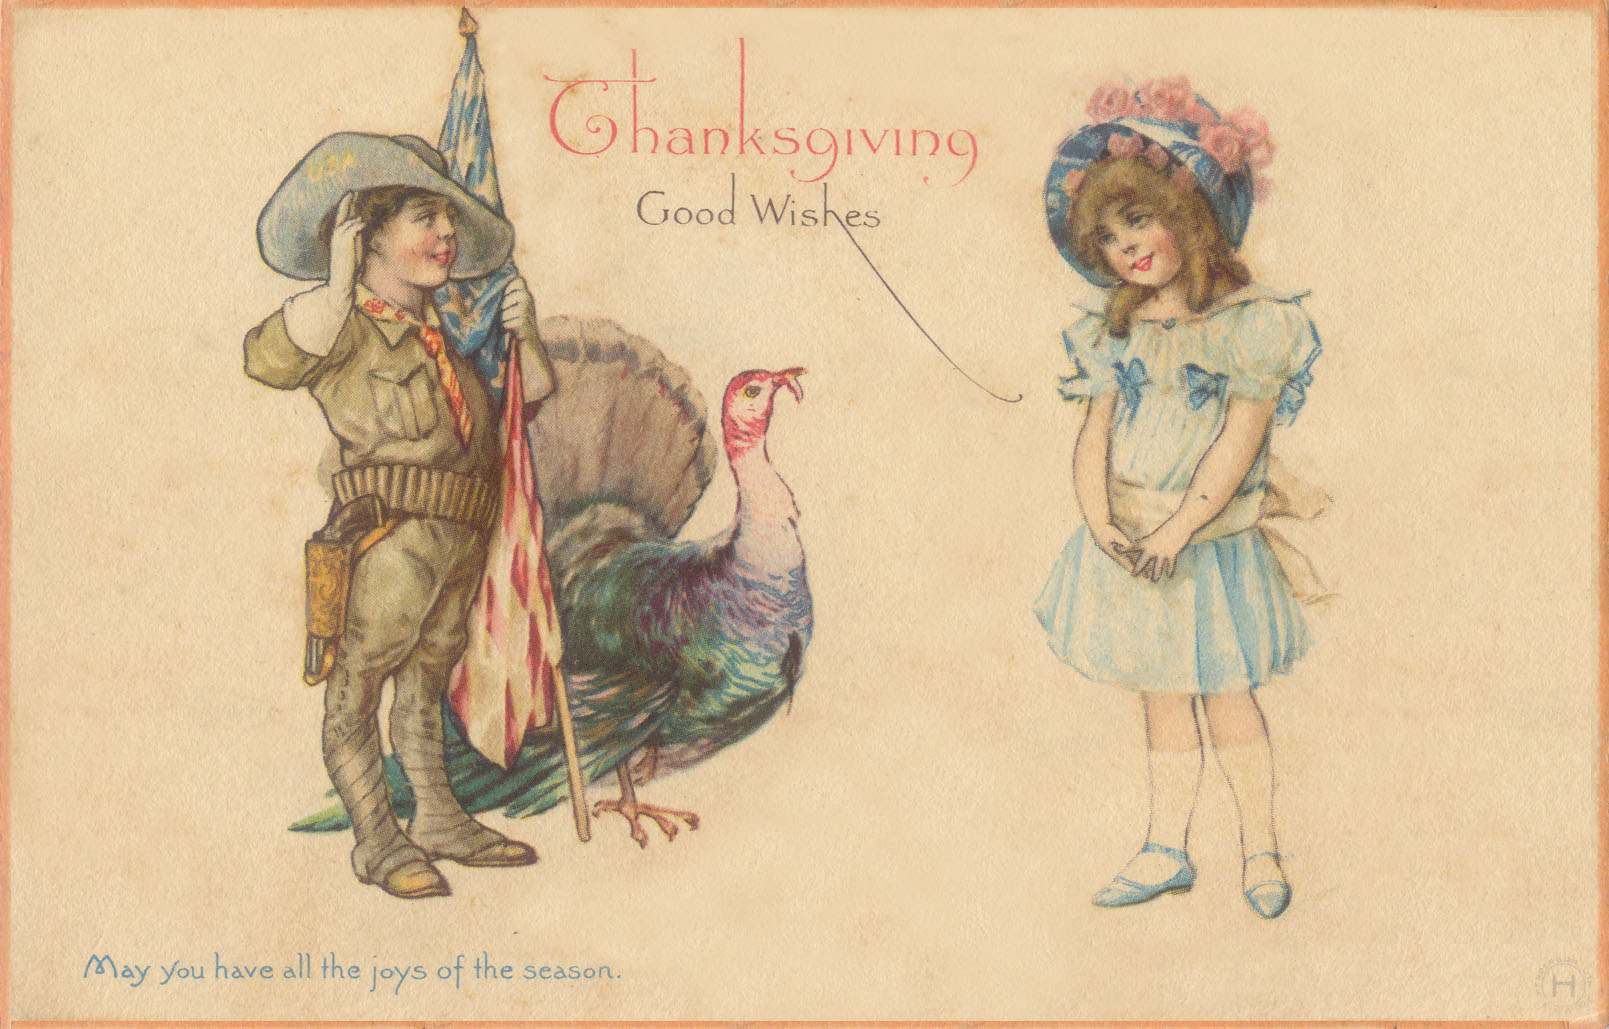 Thanksgiving
Good Wishes
USA
May you have all the joys of the season.
H